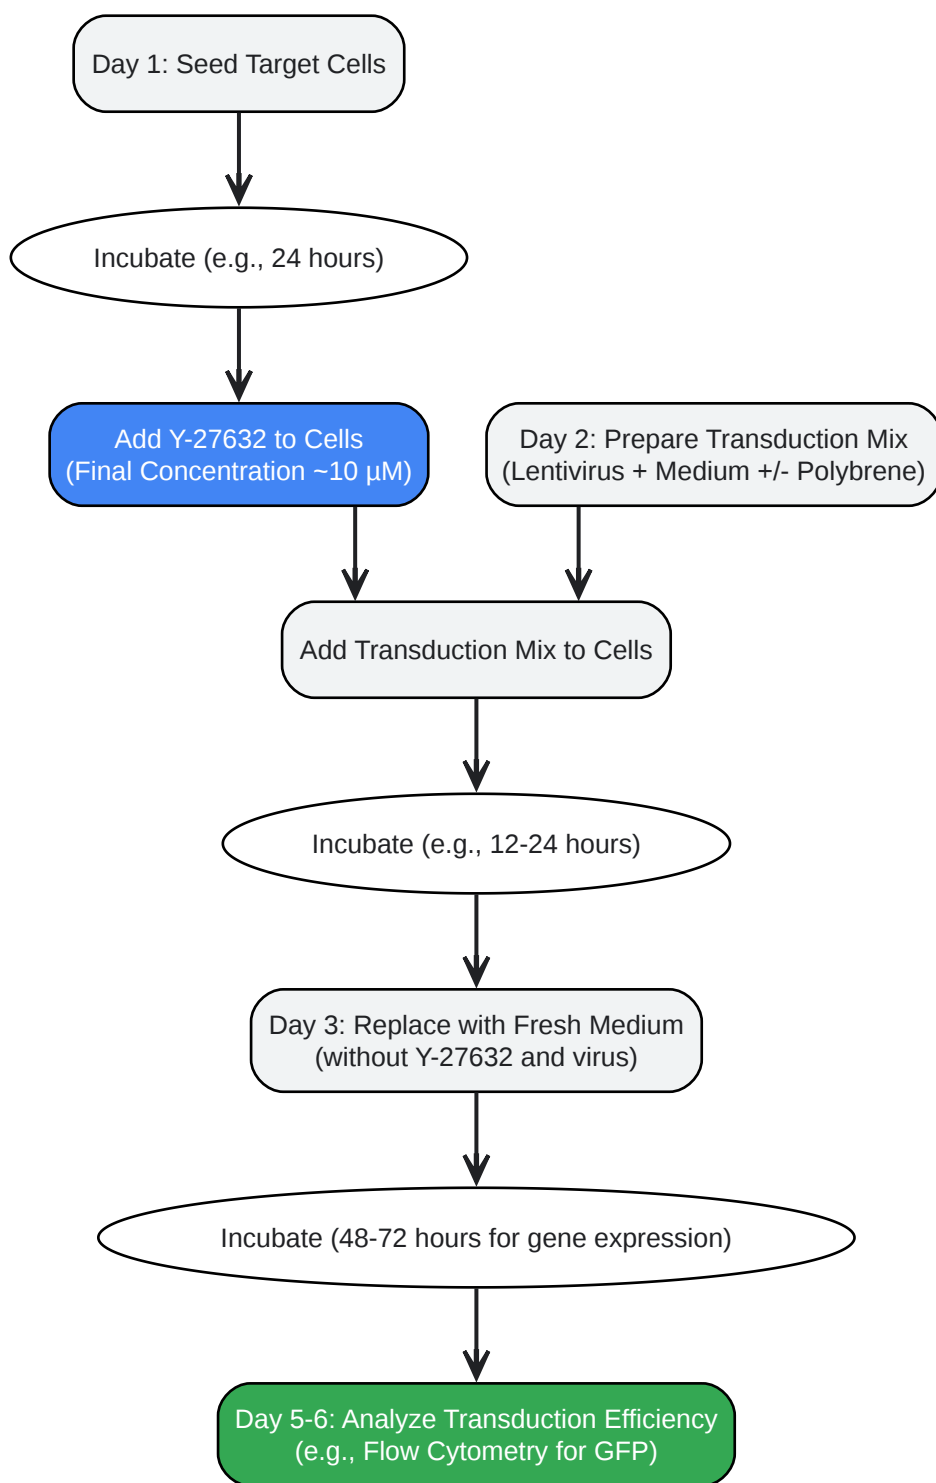 Day 1: Seed Target Cells
Incubate (e.g., 24 hours)
Add Y-27632 to Cells
(Final Concentration ~10 µM)
Day 2: Prepare Transduction Mix
(Lentivirus + Medium +/- Polybrene)
Add Transduction Mix to Cells
Incubate (e.g., 12-24 hours)
Day 3: Replace with Fresh Medium
(without Y-27632 and virus)
Incubate (48-72 hours for gene expression)
Day 5-6: Analyze Transduction Efficiency
(e.g., Flow Cytometry for GFP)